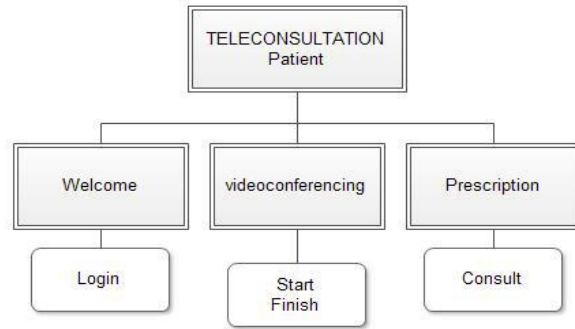 TELECONSULTATION
Patient
Welcome
videoconferencing
Prescription
Login
Start
Finish
Consult